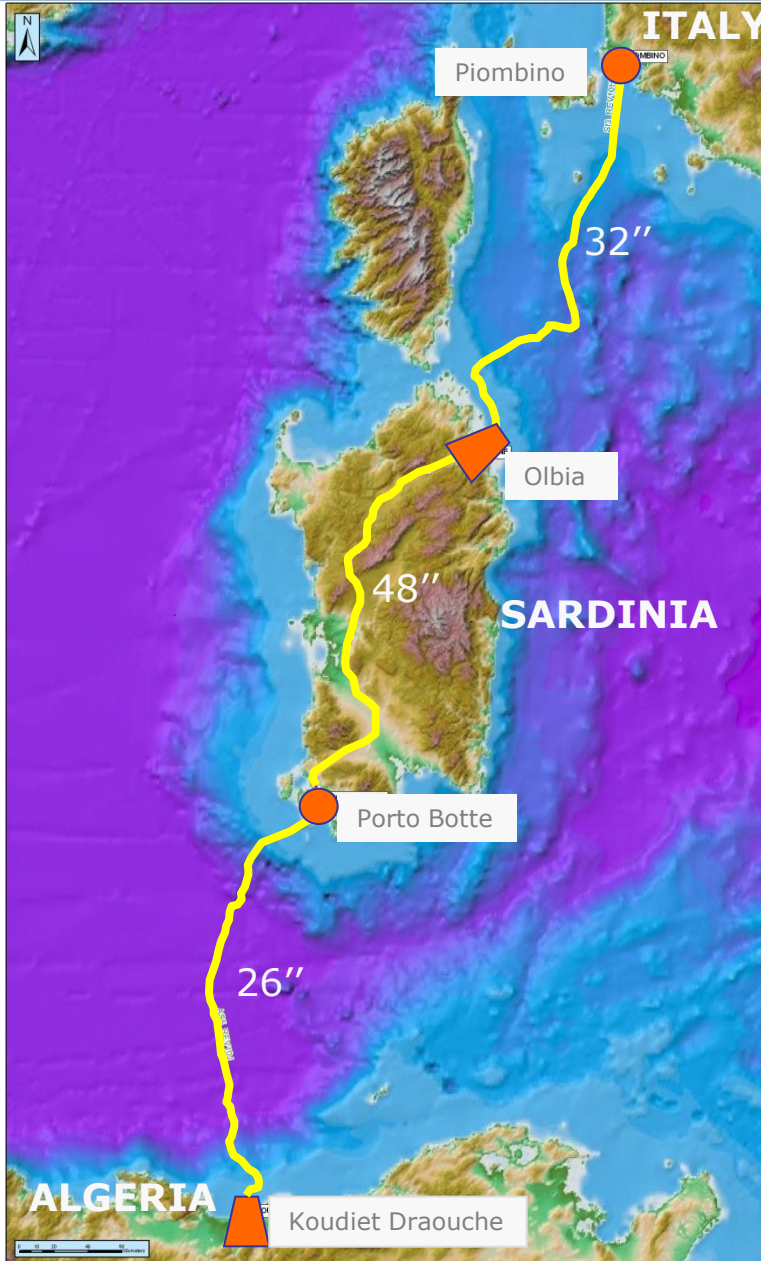 N
ITALY
Piombino
32″
Olbia
48″
SARDINIA
Porto Botte
26″
ALGERIA
Koudiet Draouche